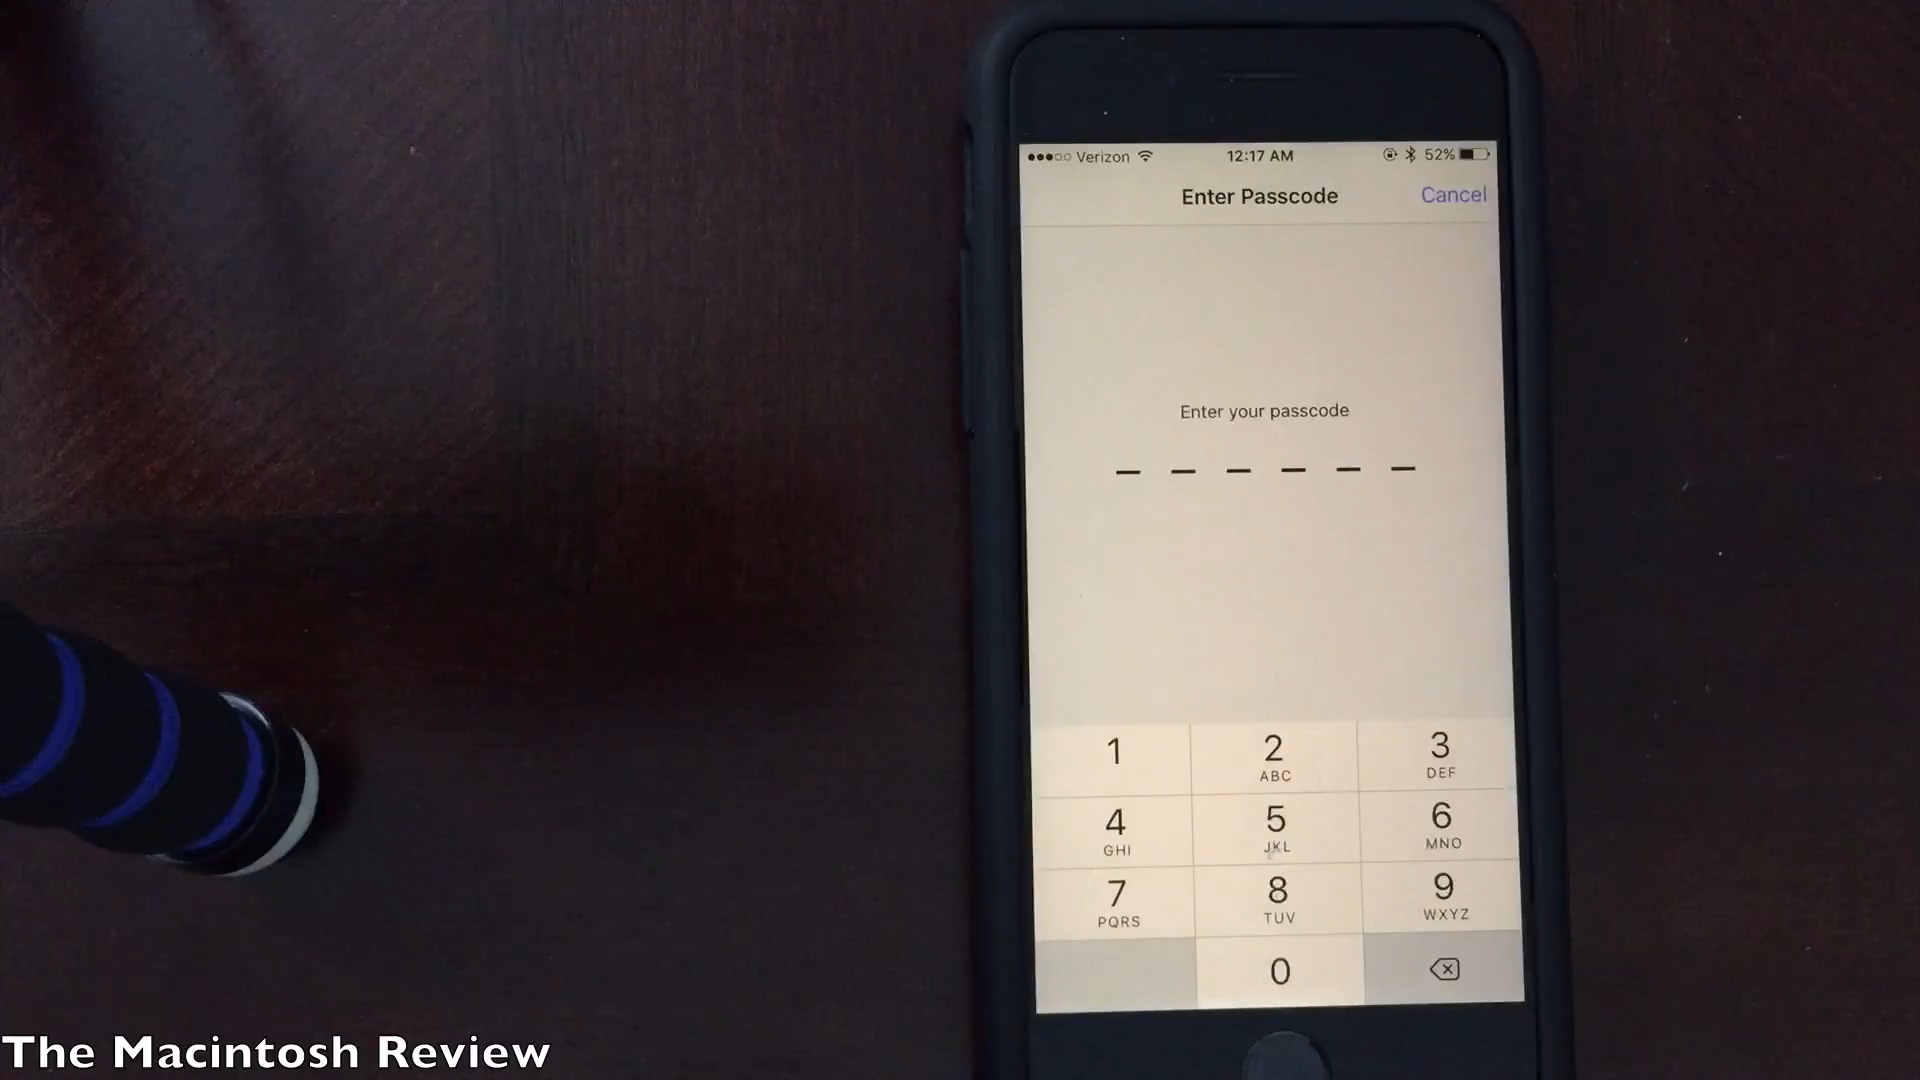 Verizon 12:17 AM 52%
Enter Passcode Cancel
Enter your passcode
1 2 3
ABC DEF
4 5 6
GHI JKL MNO
7 8 9
PQRS TUV WXYZ
0
The Macintosh Review